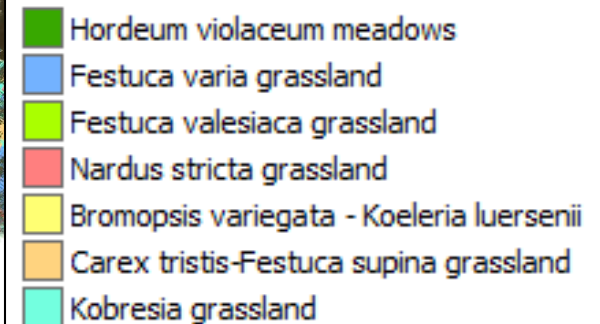 Hordeum violaceum meadows
Festuca varia grassland
Festuca valesiaca grassland
Nardus stricta grassland
Bromopsis variegata - Koeleria luersenii
Carex tristis-Festuca supina grassland
Kobresia grassland